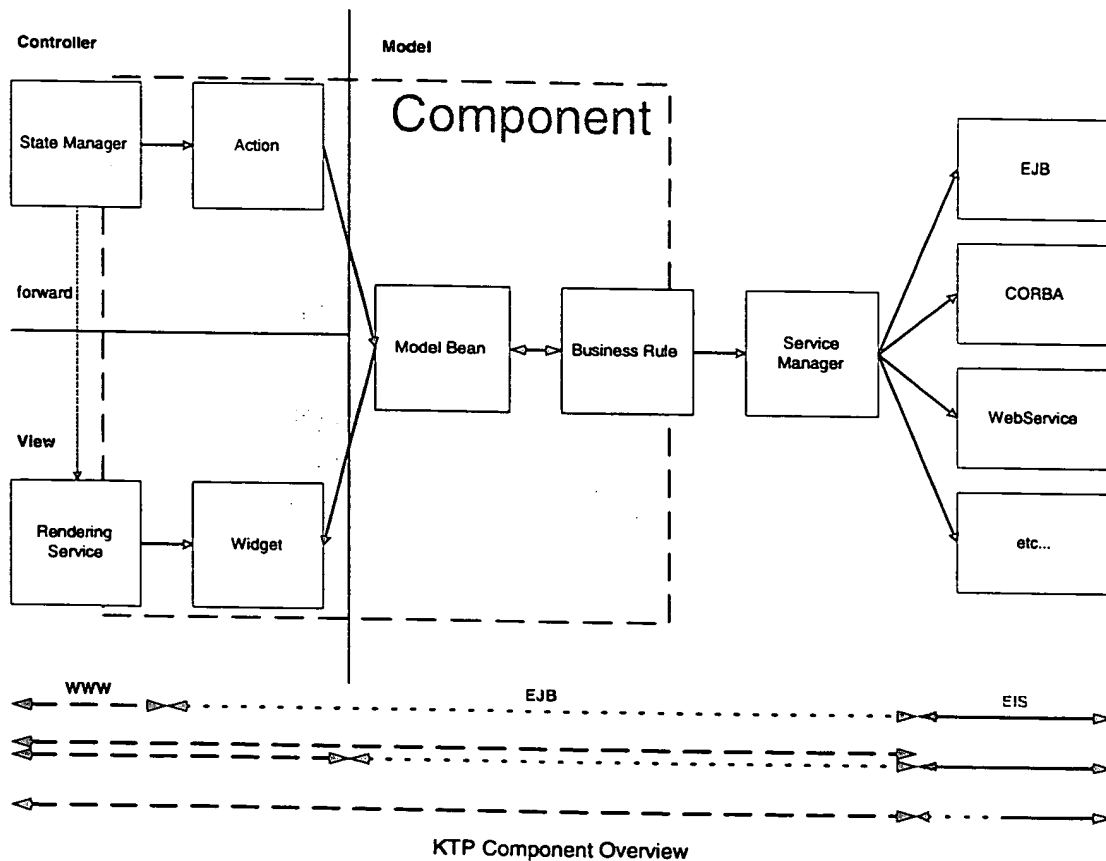 Controller
Model
Component
State Manager
Action
EJB
forward
CORBA
Model Bean
Business Rule
Service
Manager
WebService
View
Rendering
Service
Widget
etc...
WWW
EJB
EIS
KTP Component Overview